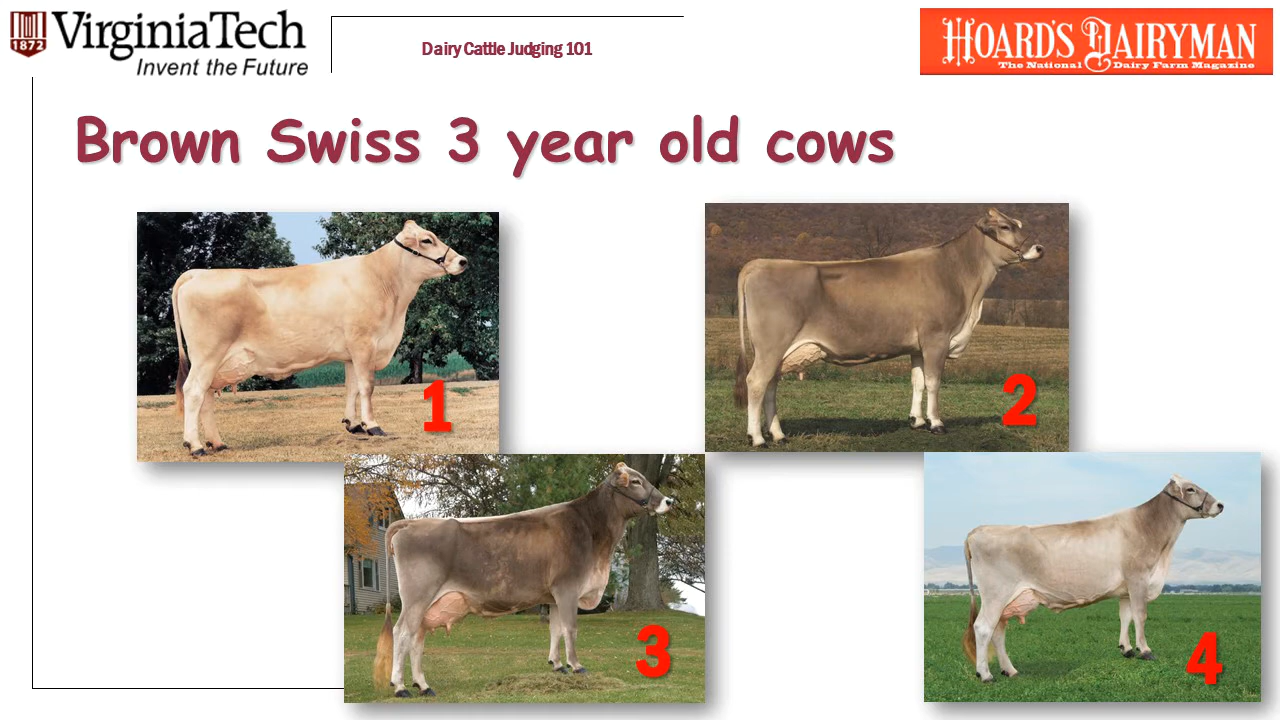 1872
VirginiaTech
Invent the Future
Dairy Cattle Judging 101
HOARD'S DAIRYMAN
The National Dairy Farm Magazine
Brown Swiss 3 year old cows
1
2
3
4